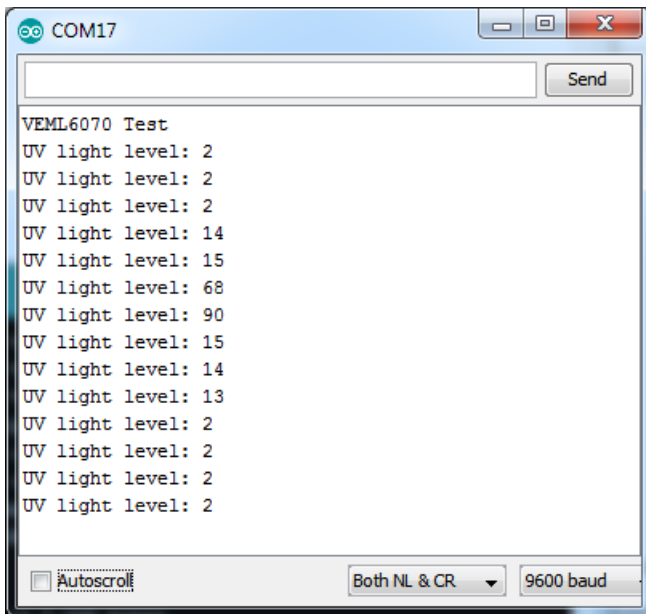 COM17
Send
VEML6070 Test
UV light level: 2
UV light level: 2
UV light level: 2
UV light level: 14
UV light level: 15
UV light level: 68
UV light level: 90
UV light level: 15
UV light level: 14
UV light level: 13
UV light level: 2
UV light level: 2
UV light level: 2
UV light level: 2
Autoscroll Both NL & CR 9600 baud